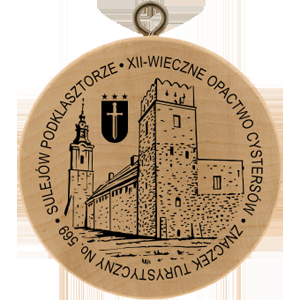 SULEJÓW PODKLASZTORZE • XII-WIECZNE OPACTWO CYSTERSÓW •
ZNACZEK TURYSTYCZNY No 569 •